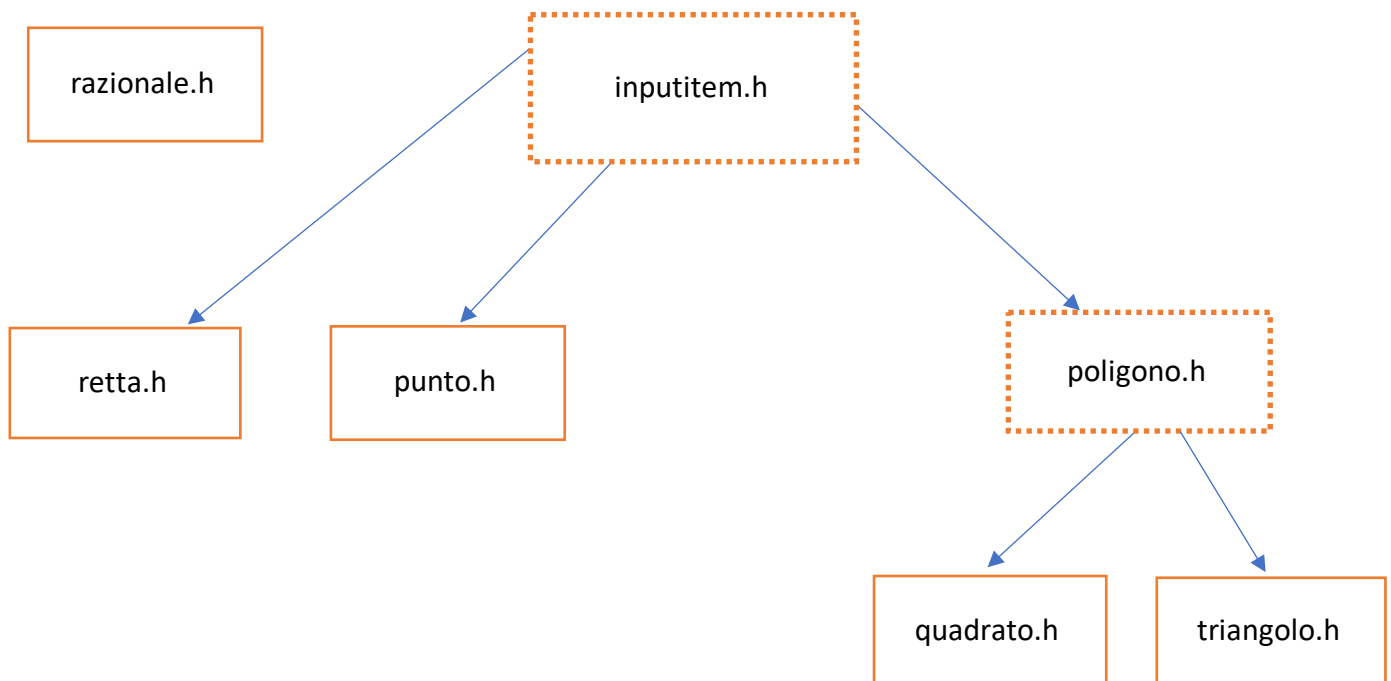 razionale.h
inputitem.h
retta.h
punto.h
poligono.h
quadrato.h
triangolo.h